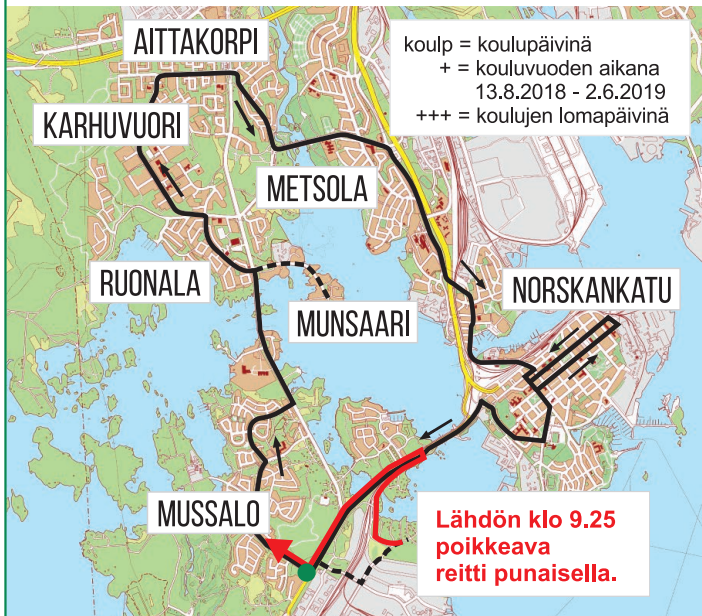 AITTAKORPI
koulp = koulupäivinä
+ = kouluvuoden aikana
13.8.2018 - 2.6.2019
+++ = koulujen lomapäivinä
KARHUVUORI
METSOLA
RUONALA
NORSKANKATU
MUNSAARI
MUSSALO
Lähdön klo 9.25
poikkeava
reitti punaisella.